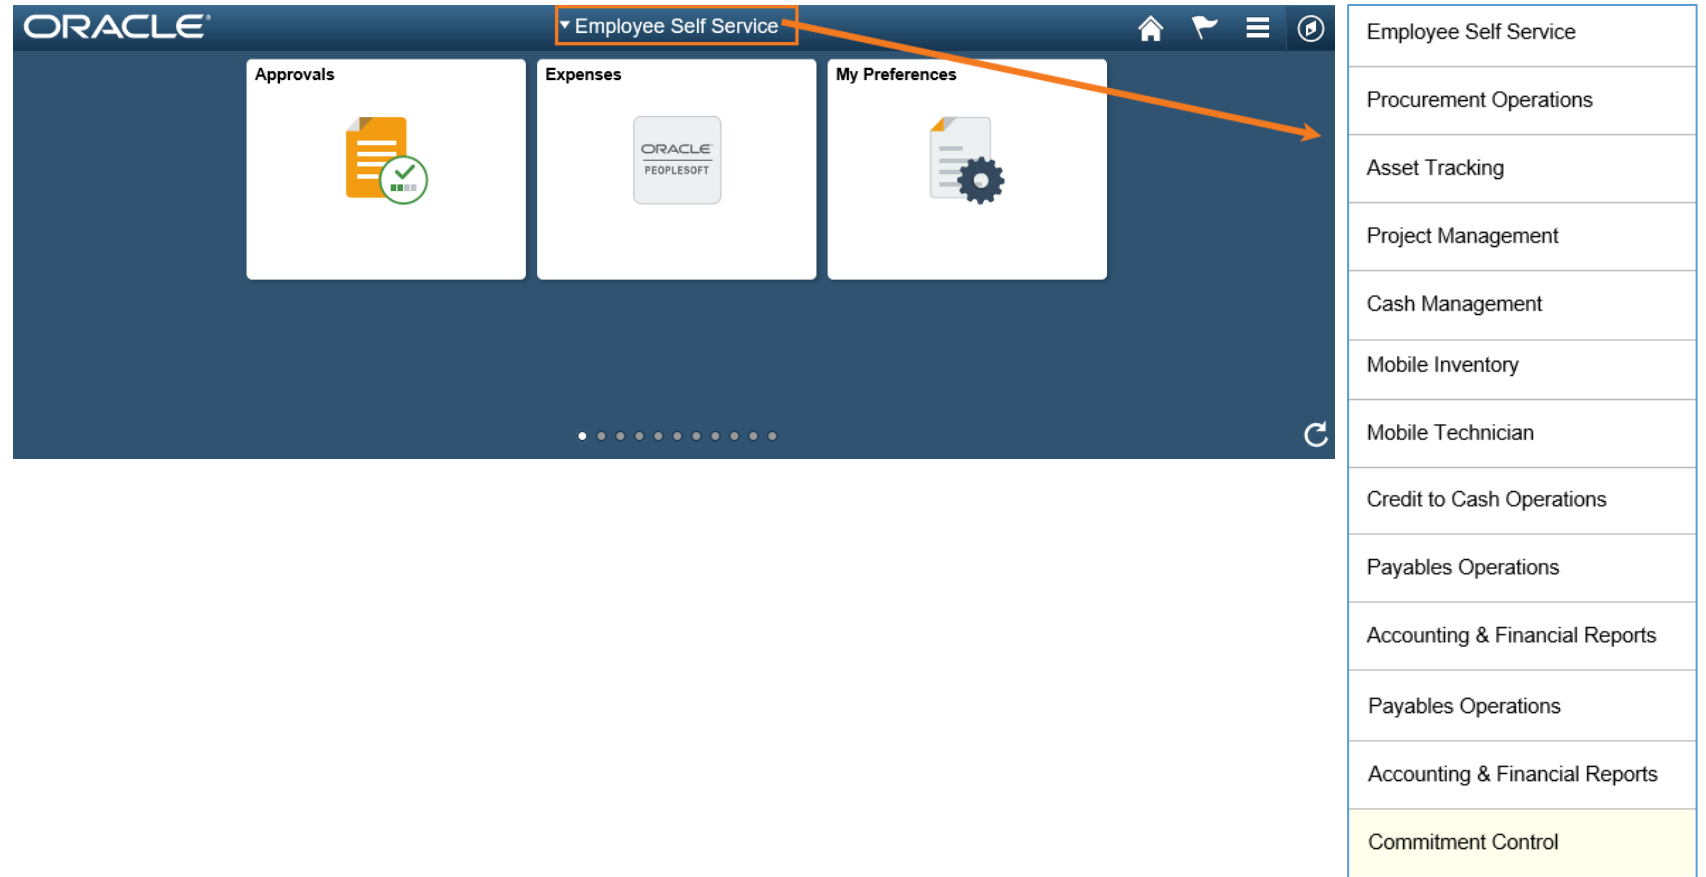 ORACLE
Employee Self Service
Approvals
Expenses
My Preferences
ORACLE
PEOPLESOFT
Employee Self Service
Procurement Operations
Asset Tracking
Project Management
Cash Management
Mobile Inventory
Mobile Technician
Credit to Cash Operations
Payables Operations
Accounting & Financial Reports
Payables Operations
Accounting & Financial Reports
Commitment Control